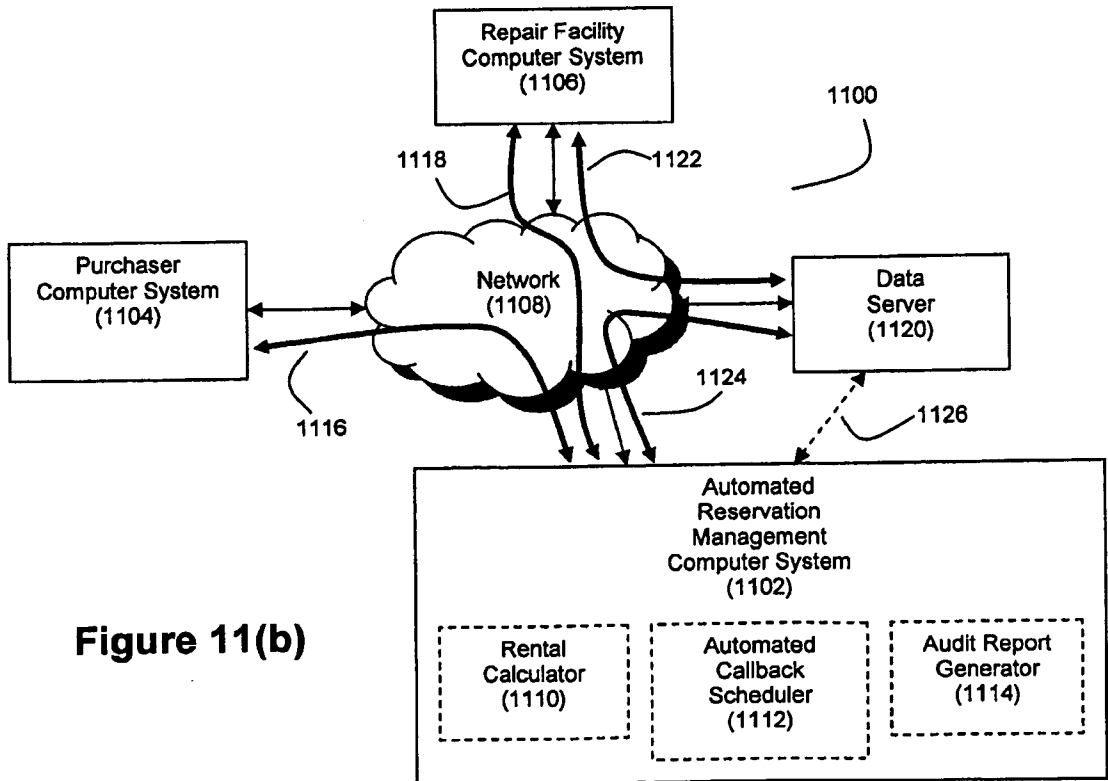 Repair Facility
Computer System
(1106)
1100
1118
1122
Purchaser
Computer System
(1104)
Network
(1108)
Data
Server
(1120)
1116
1124
1126
Automated
Reservation
Management
Computer System
(1102)
Figure 11(b)
Rental
Calculator
(1110)
Automated
Callback
Scheduler
(1112)
Audit Report
Generator
(1114)